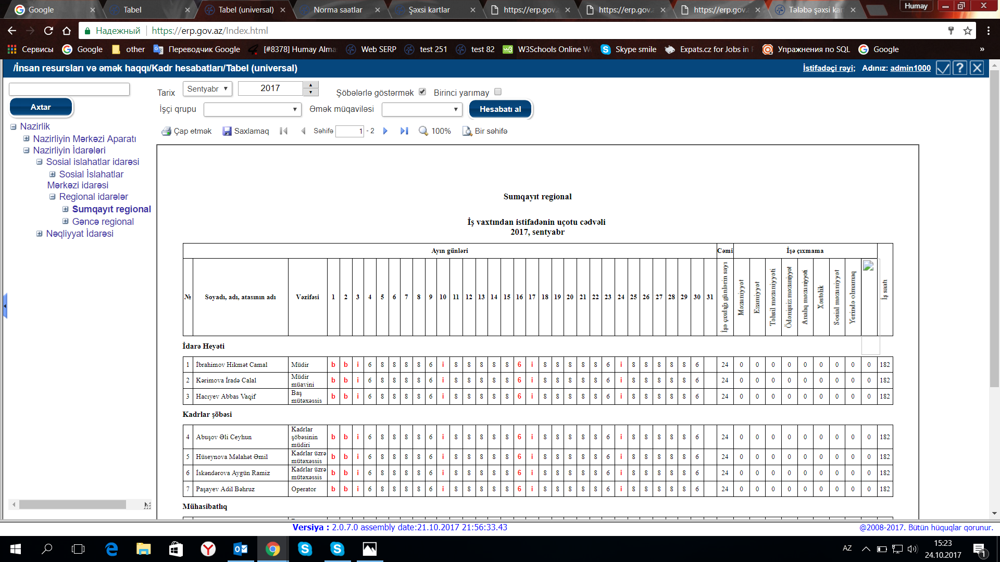 Google
Tabel
Tabel (universal)
Norma saatlar
Şəxsi kartlar
https://erp.gov.a
https://erp.gov.a
https://erp.gov.a
Tələbə şəxsi kar
Humay
Надежный https://erp.gov.az/Index.html
Сервисы Google other Переводчик Google [#8378] Humay Alma Web SERP test 251 test 82 W3Schools Online W Skype smile Expats.cz for Jobs in Упражнения по SQL Google »
/İnsan resursları və əmək haqqı/Kadr hesabatları/Tabel (universal) İstifadəçi rəyi; Adınız: admin1000
Axtar
Nazirlik
Nazirliyin Mərkəzi Aparatı
Nazirliyin İdarələri
Sosial islahatlar idarəsi
Sosial İslahatlar
Mərkəzi idarəsi
Regional idarələr
Sumqayıt regional
Gəncə regional
Nəqliyyat İdarəsi
Tarix Sentyabr 2017 Şöbələrlə göstərmək Birinci yarımay
İşçi qrupu Əmək müqaviləsi Hesabatı al
Çap etmək Saxlamaq Səhifə 1 - 2 100% Bir səhifə
Sumqayıt regional
İş vaxtından istifadənin uçotu cədvəli
2017, sentyabr
Ayın günləri Cəmi İşə çıxmama
№ Soyadı, adı, atasının adı Vəzifəsi 1 2 3 4 5 6 7 8 9 10 11 12 13 14 15 16 17 18 19 20 21 22 23 24 25 26 27 28 29 30 31 İşə çıxdığı günlərin sayı Məzuniyyət Ezamiyyət Təhsil məzuniyyəti Ödənişsiz məzuniyyət Analıq məzuniyyəti Xəstəlik Sosial məzuniyyət Yerində olmamaq İş saatı
İdarə Heyəti
1 İbrahimov Hikmət Camal Müdir b b i 6 8 8 8 8 6 i 8 8 8 8 8 6 i 8 8 8 8 8 6 i 8 8 8 8 8 6 24 0 0 0 0 0 0 0 0 0 182
2 Kərimova İradə Calal Müdir müavini b b i 6 8 8 8 8 6 i 8 8 8 8 8 6 i 8 8 8 8 8 6 i 8 8 8 8 8 6 24 0 0 0 0 0 0 0 0 0 182
3 Hacıyev Abbas Vaqif Baş mütəxəssis b b i 6 8 8 8 8 6 i 8 8 8 8 8 6 i 8 8 8 8 8 6 i 8 8 8 8 8 6 24 0 0 0 0 0 0 0 0 0 182
Kadrlar şöbəsi
4 Abuşov Əli Ceyhun Kadrlar şöbəsinin müdiri b b i 6 8 8 8 8 6 i 8 8 8 8 8 6 i 8 8 8 8 8 6 i 8 8 8 8 8 6 24 0 0 0 0 0 0 0 0 0 182
5 Hüseynova Məlahət Əmil Kadrlar üzrə mütəxəssis b b i 6 8 8 8 8 6 i 8 8 8 8 8 6 i 8 8 8 8 8 6 i 8 8 8 8 8 6 24 0 0 0 0 0 0 0 0 0 182
6 İskəndərova Aygün Ramiz Kadrlar üzrə mütəxəssis b b i 6 8 8 8 8 6 i 8 8 8 8 8 6 i 8 8 8 8 8 6 i 8 8 8 8 8 6 24 0 0 0 0 0 0 0 0 0 182
7 Paşayev Adil Bəhruz Operator b b i 6 8 8 8 8 6 i 8 8 8 8 8 6 i 8 8 8 8 8 6 i 8 8 8 8 8 6 24 0 0 0 0 0 0 0 0 0 182
Mühasibatlıq
Versiya : 2.0.7.0 assembly date:21.10.2017 21:56:33.43 @2008-2017. Bütün hüquqlar qorunur.
AZ 15:23
24.10.2017
1